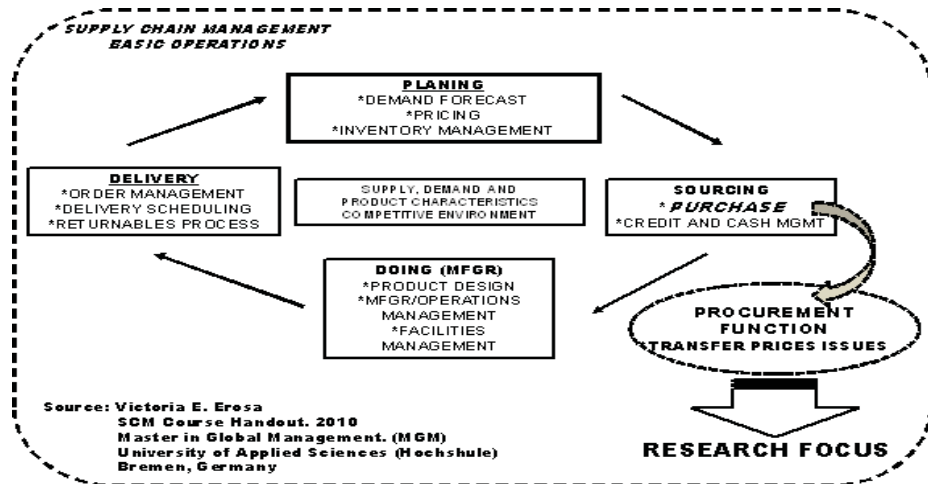 SUPPLY CHAIN MANAGEMENT
BASIC OPERATIONS
PLANING
*DEMAND FORECAST
*PRICING
*INVENTORY MANAGEMENT
DELIVERY
*ORDER MANAGEMENT
*DELIVERY SCHEDULING
*RETURNABLES PROCESS
SUPPLY, DEMAND AND
PRODUCT CHARACTERISTICS
COMPETITIVE ENVIRONMENT
SOURCING
*PURCHASE
*CREDIT AND CASH MGMT
DOING (MFGR)
*PRODUCT DESIGN
*MFGR/OPERATIONS
MANAGEMENT
*FACILITIES
MANAGEMENT
PROCUREMENT
FUNCTION
*TRANSFER PRICES ISSUES
RESEARCH FOCUS
Source: Victoria E. Erosa
SCM Course Handout. 2010
Master in Global Management. (MGM)
University of Applied Sciences (Hochshule)
Bremen, Germany